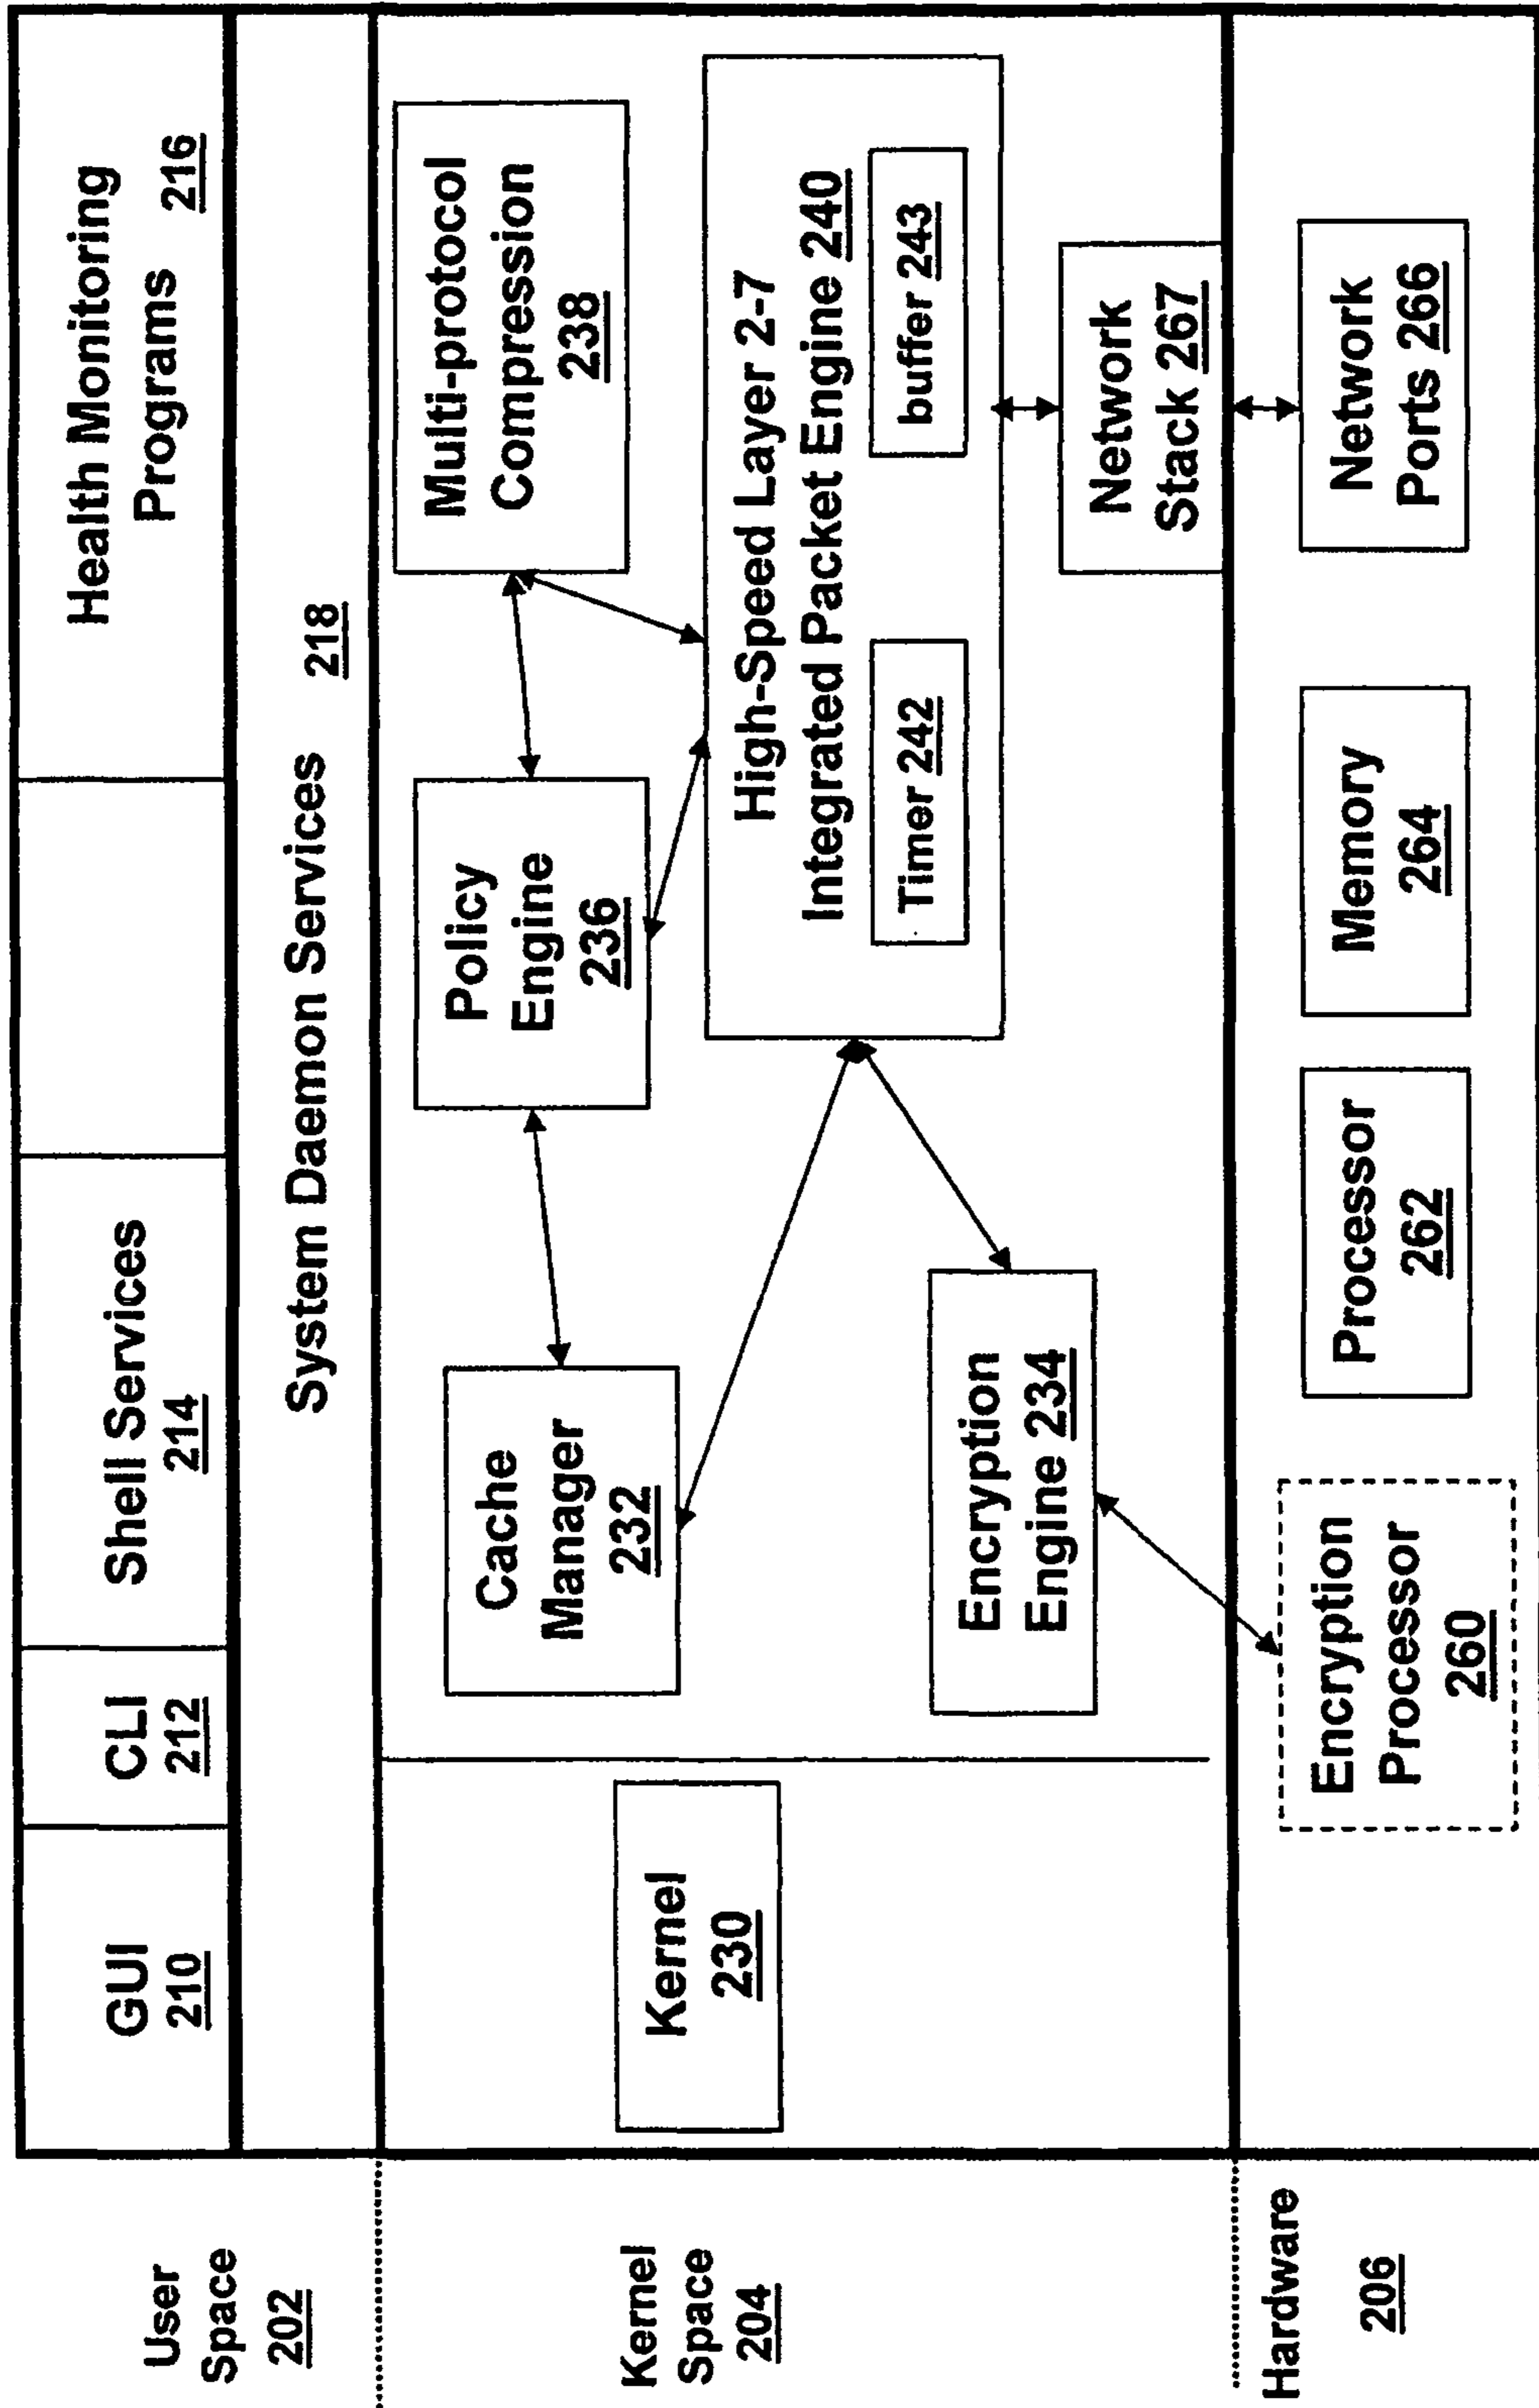 User
Space
202
GUI
210
CLI
212
Shell Services
214
Health Monitoring
Programs
216
System Daemon Services
218
Kernel
Space
204
Kernel
230
Cache
Manager
232
Policy
Engine
236
Multi-protocol
Compression
238
High-Speed Layer 2-7
Integrated Packet Engine 240
Timer 242
buffer 243
Encryption
Engine 234
Network
Stack 267
Hardware
206
Encryption
Processor
260
Processor
262
Memory
264
Network
Ports 266